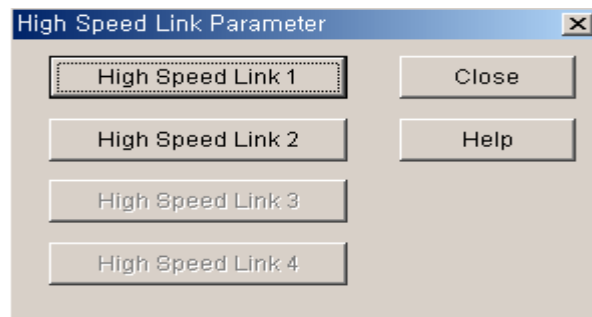 High Speed Link Parameter
High Speed Link 1
Close
High Speed Link 2
Help
High Speed Link 3
High Speed Link 4